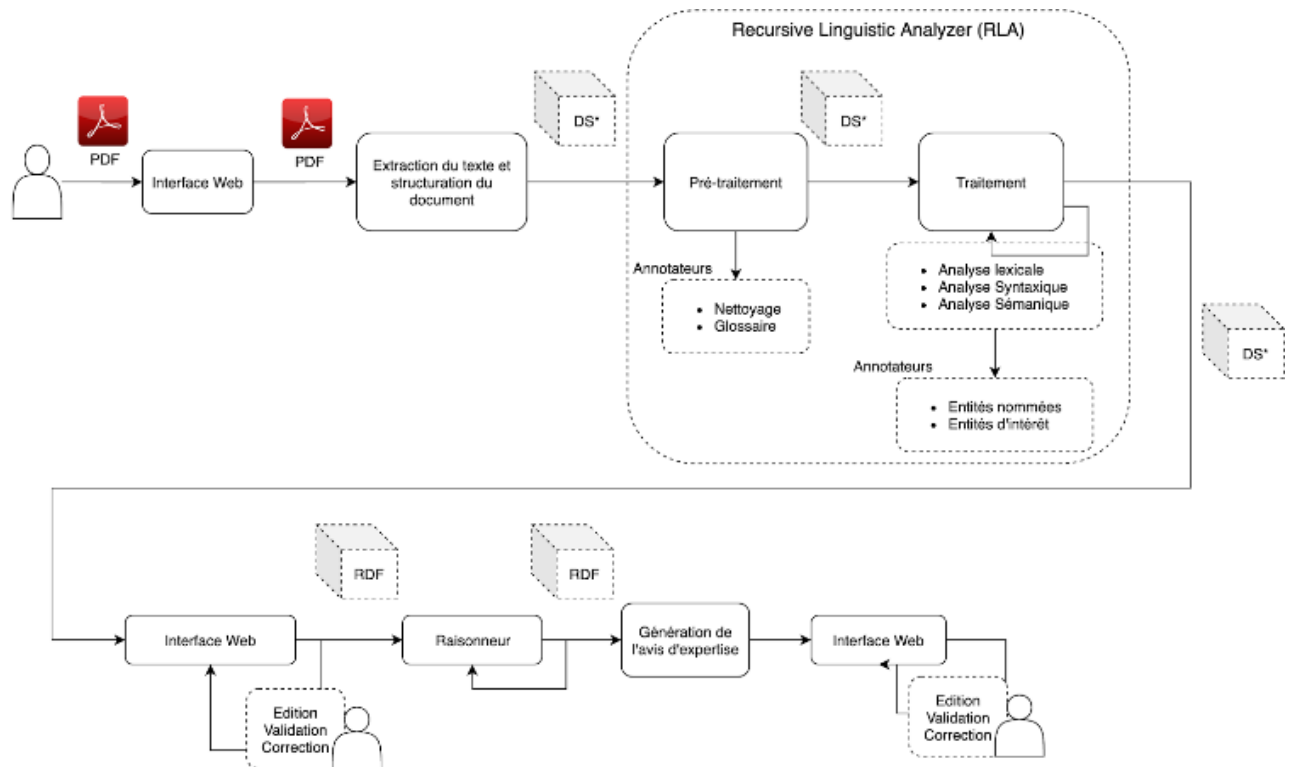 Recursive Linguistic Analyzer (RLA)
PDF
PDF
DS*
DS*
Interface Web
Extraction du texte et
structuration du
document
Pré-traitement
Traitement
Annotateurs
• Nettoyage
• Glossaire
• Analyse lexicale
• Analyse Syntaxique
• Analyse Sémanique
Annotateurs
• Entités nommées
• Entités d'intérêt
DS*
RDF
RDF
Interface Web
Raisonneur
Génération de
l'avis d'expertise
Interface Web
Edition
Validation
Correction
Edition
Validation
Correction